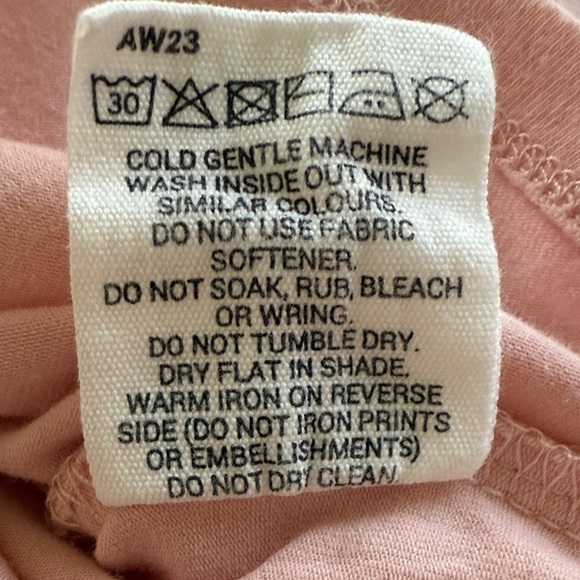 AW23
30
COLD GENTLE MACHINE
WASH INSIDE OUT WITH
SIMILAR COLOURS.
DO NOT USE FABRIC
SOFTENER.
DO NOT SOAK, RUB, BLEACH
OR WRING.
DO NOT TUMBLE DRY.
DRY FLAT IN SHADE.
WARM IRON ON REVERSE
SIDE (DO NOT IRON PRINTS
OR EMBELLISHMENTS)
DO NOT DRY CLEAN.